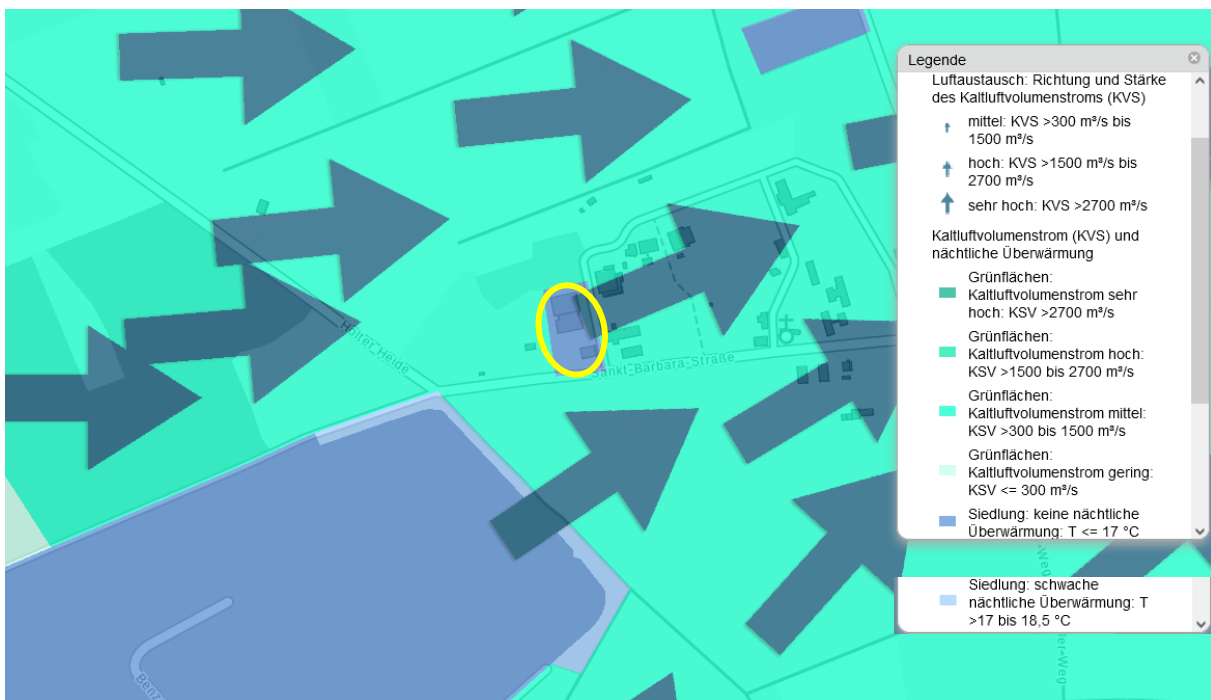 Legende
Luftaustausch: Richtung und Stärke
des Kaltluftvolumenstroms (KVS)
mittel: KVS >300 m³/s bis
1500 m³/s
hoch: KVS >1500 m³/s bis
2700 m³/s
sehr hoch: KVS >2700 m³/s
Kaltluftvolumenstrom (KVS) und
nächtliche Überwärmung
Grünflächen:
Kaltluftvolumenstrom sehr
hoch: KSV >2700 m³/s
Grünflächen:
Kaltluftvolumenstrom hoch:
KSV >1500 bis 2700 m³/s
Grünflächen:
Kaltluftvolumenstrom mittel:
KSV >300 bis 1500 m³/s
Grünflächen:
Kaltluftvolumenstrom gering:
KSV <= 300 m³/s
Siedlung: keine nächtliche
Überwärmung: T <= 17 °C
Siedlung: schwache
nächtliche Überwärmung: T
>17 bis 18,5 °C
Holter Heide
Sankt-Barbara-Straße